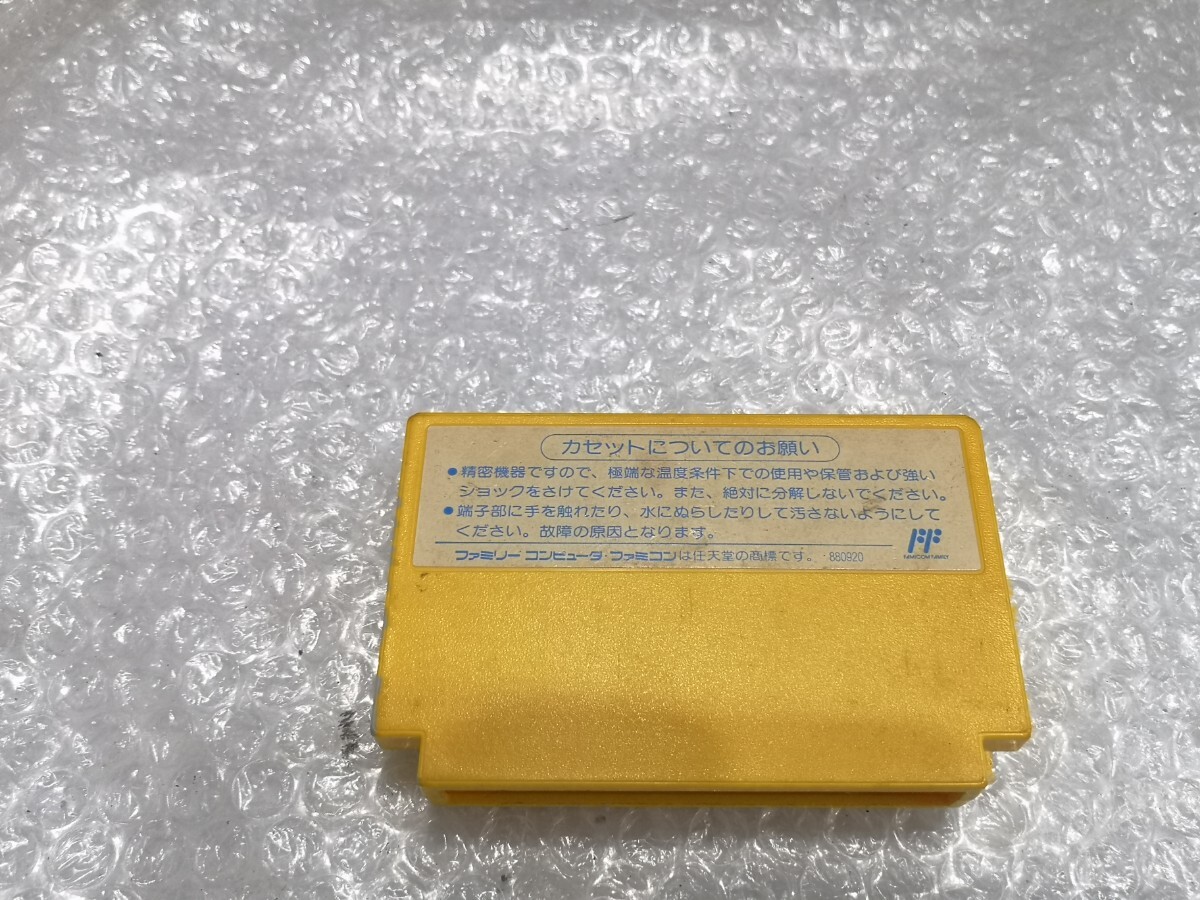 カセットについてのお願い
●精密機器ですので、極端な温度条件下での使用や保管および強い
ショックをさけてください。また、絶対に分解しないでください。
●端子部に手を触れたり、水にぬらしたりして汚さないようにして
ください。故障の原因となります。
ファミリーコンピュータ・ファミコンは任天堂の商標です。 880920
FAMICOM FAMILY